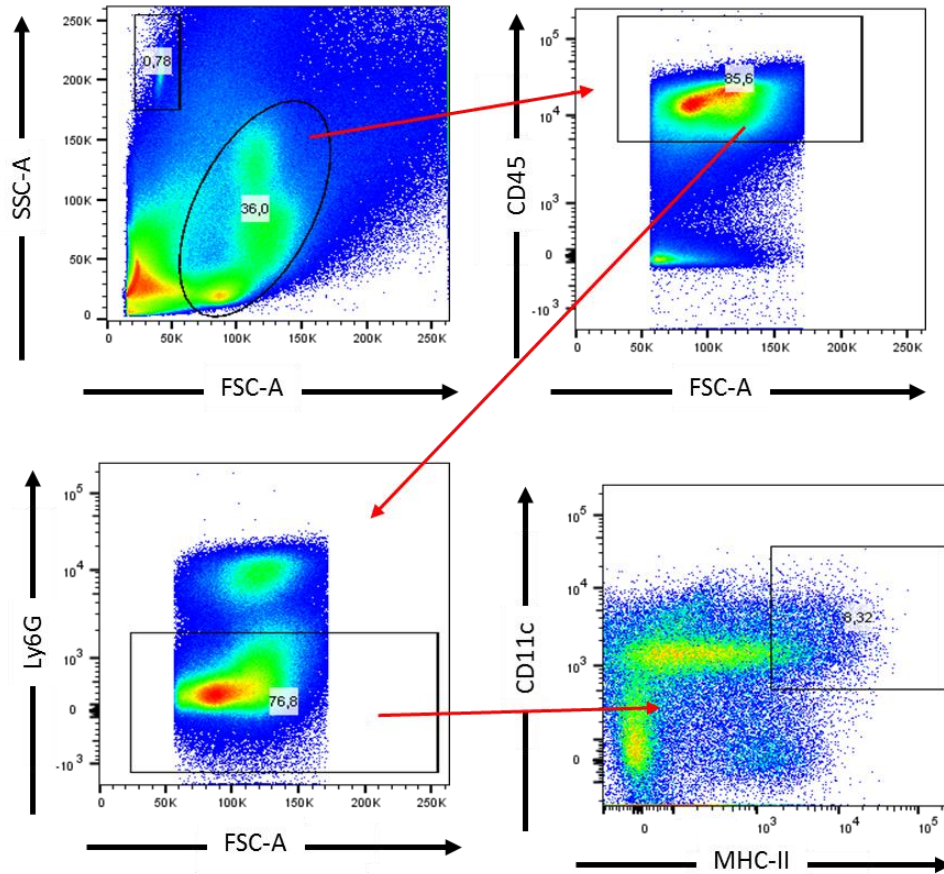 250K
200K
150K
100K
50K
0
0,78
36,0
0
50K
100K
150K
200K
250K
SSC-A
FSC-A
10^5
10^4
10^3
0
-10^3
85,6
0
50K
100K
150K
200K
250K
CD45
FSC-A
10^5
10^4
10^3
0
-10^3
76,8
0
50K
100K
150K
200K
250K
Ly6G
FSC-A
10^5
10^4
10^3
0
8,32
0
10^3
10^4
10^5
CD11c
MHC-II